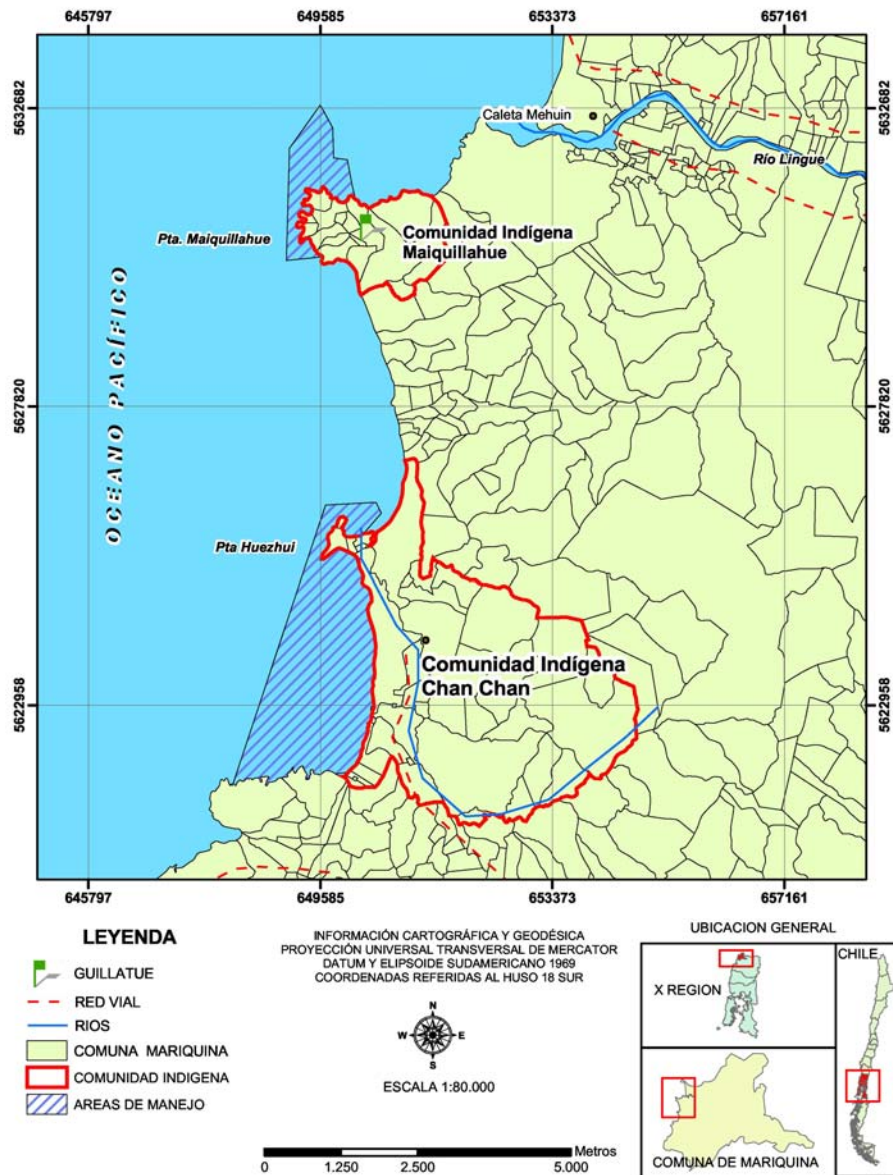 645797 649585 653373 657161
5632682
5632682
Caleta Mehuin
Río Lingue
Pta. Maiquillahue
Comunidad Indígena
Maiquillahue
OCEANO PACÍFICO
5627820
5627820
Pta Huezhui
Comunidad Indígena
Chan Chan
5622958
5622958
645797 649585 653373 657161
LEYENDA
GUILLATUE
RED VIAL
RIOS
COMUNA MARIQUINA
COMUNIDAD INDIGENA
AREAS DE MANEJO
INFORMACIÓN CARTOGRÁFICA Y GEODÉSICA
PROYECCIÓN UNIVERSAL TRANSVERSAL DE MERCATOR
DATUM Y ELIPSOIDE SUDAMERICANO 1969
COORDENADAS REFERIDAS AL HUSO 18 SUR
N
W E
S
ESCALA 1:80.000
Metros
0 1.250 2.500 5.000
UBICACION GENERAL
X REGION
CHILE
COMUNA DE MARIQUINA